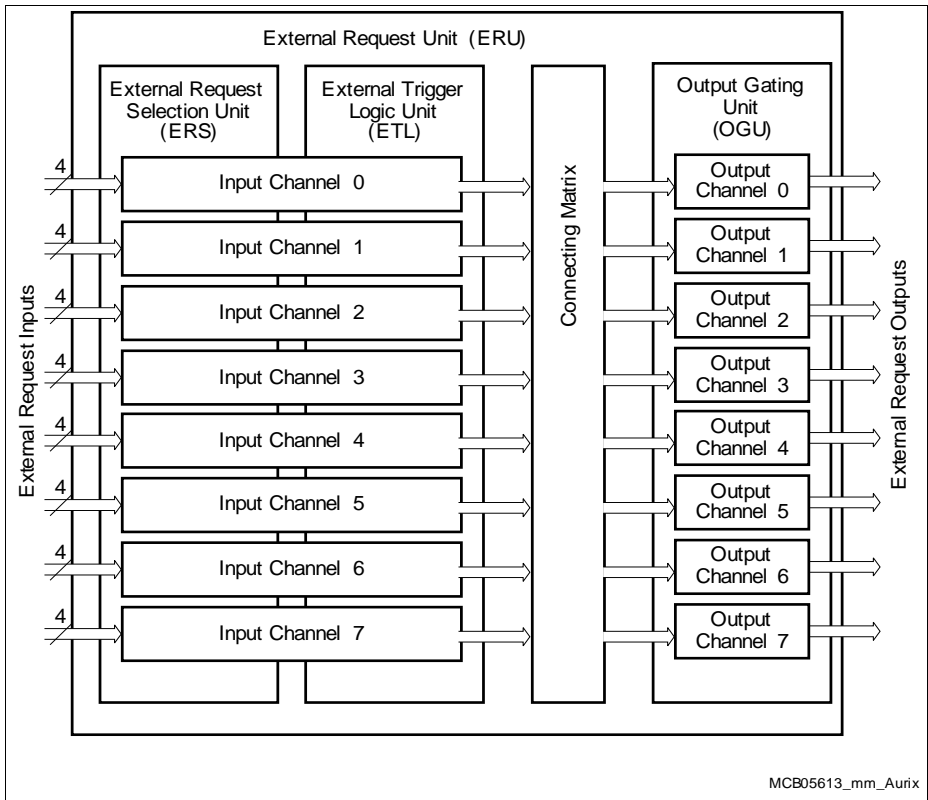 External Request Unit (ERU)
External Request
Selection Unit
(ERS)
External Trigger
Logic Unit
(ETL)
Output Gating
Unit
(OGU)
External Request Inputs
4
4
4
4
4
4
4
4
Input Channel 0
Input Channel 1
Input Channel 2
Input Channel 3
Input Channel 4
Input Channel 5
Input Channel 6
Input Channel 7
Connecting Matrix
Output
Channel 0
Output
Channel 1
Output
Channel 2
Output
Channel 3
Output
Channel 4
Output
Channel 5
Output
Channel 6
Output
Channel 7
External Request Outputs
MCB05613_mm_Aurix